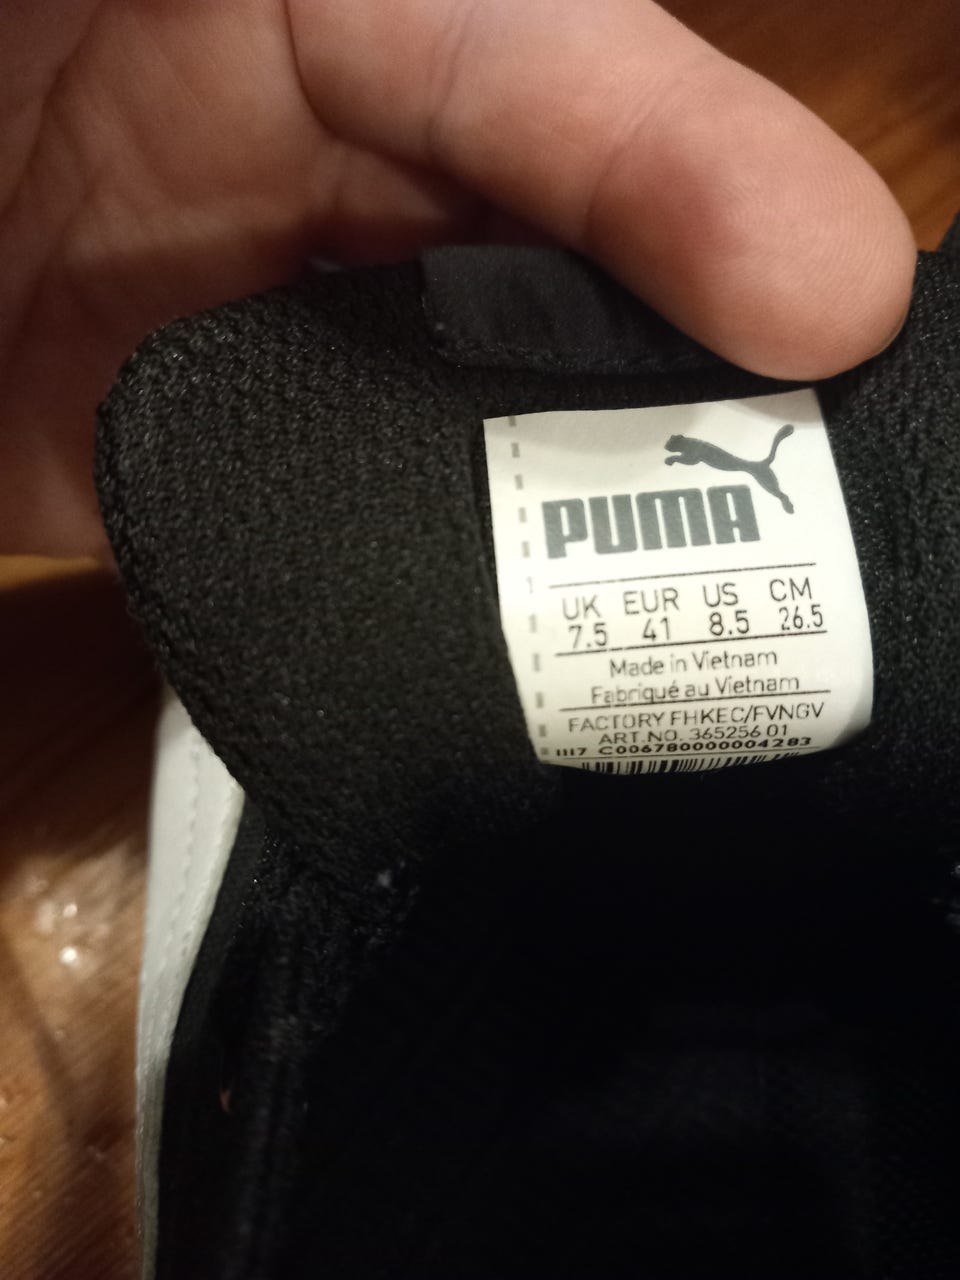 PUMA
UK EUR US CM
7.5 41 8.5 26.5
Made in Vietnam
Fabriqué au Vietnam
FACTORY FHKEC/FVNGV
ART.NO. 365256 01
1117 C006780000004283